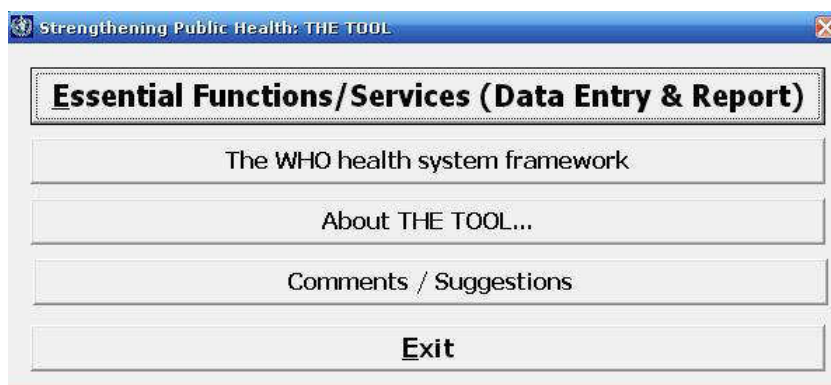 Strengthening Public Health: THE TOOL
Essential Functions/Services (Data Entry & Report)
The WHO health system framework
About THE TOOL...
Comments / Suggestions
Exit